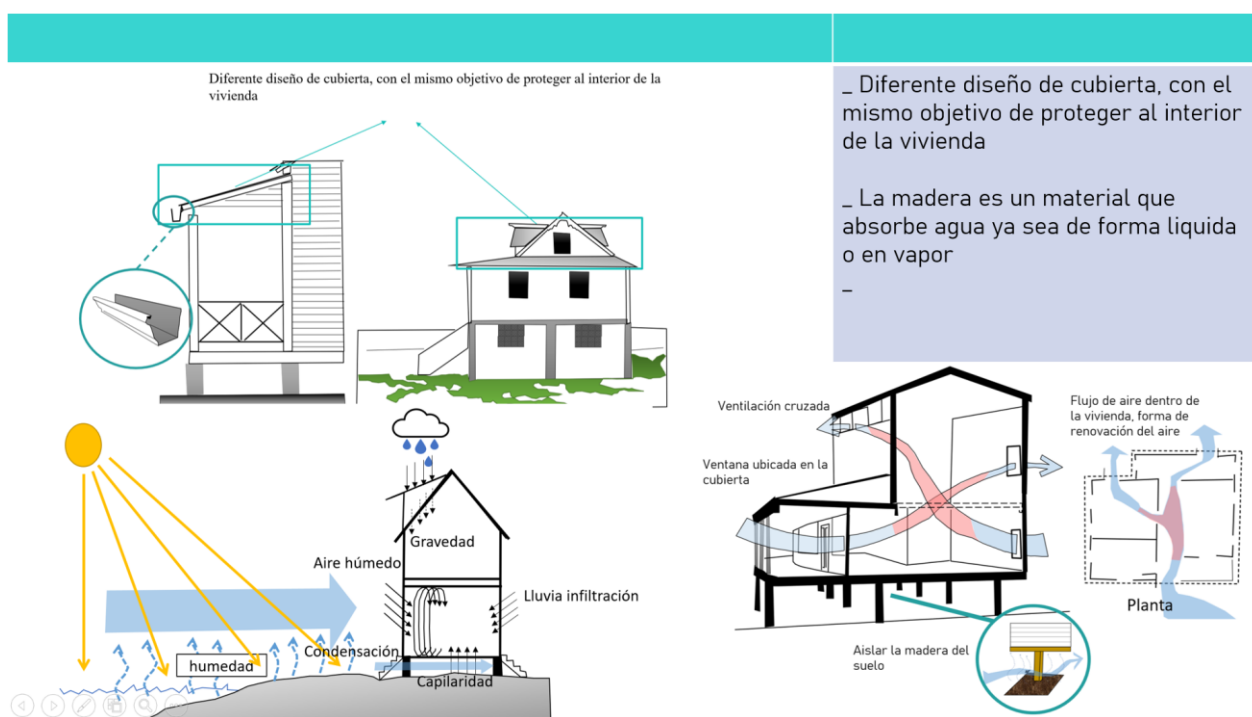 Diferente diseño de cubierta, con el mismo objetivo de proteger al interior de la
vivienda
_ Diferente diseño de cubierta, con el
mismo objetivo de proteger al interior
de la vivienda
_ La madera es un material que
absorbe agua ya sea de forma liquida
o en vapor
_
Gravedad
Aire húmedo
Lluvia infiltración
Condensación
humedad
Capilaridad
Ventilación cruzada
Ventana ubicada en la
cubierta
Flujo de aire dentro de
la vivienda, forma de
renovación del aire
Planta
Aislar la madera del
suelo